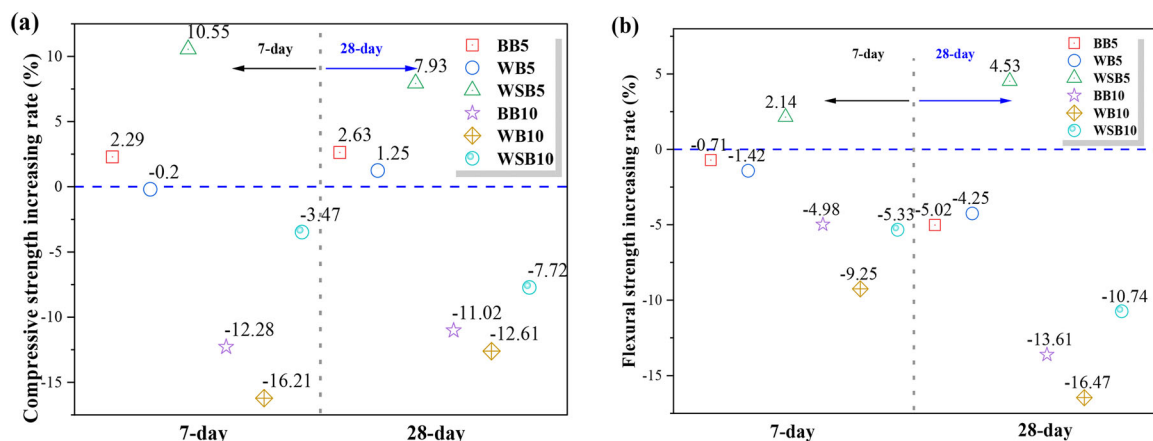 (a)
Compressive strength increasing rate (%)
10
5
0
-5
-10
-15
10.55
7-day
28-day
7.93
BB5
WB5
WSB5
BB10
WB10
WSB10
2.29
-0.2
2.63
1.25
-3.47
-7.72
-12.28
-11.02
-12.61
-16.21
7-day
28-day
(b)
Flexural strength increasing rate (%)
5
0
-5
-10
-15
7-day
28-day
4.53
2.14
BB5
WB5
WSB5
BB10
WB10
WSB10
-0.71
-1.42
-4.98
-5.33
-5.02
-4.25
-9.25
-10.74
-13.61
-16.47
7-day
28-day